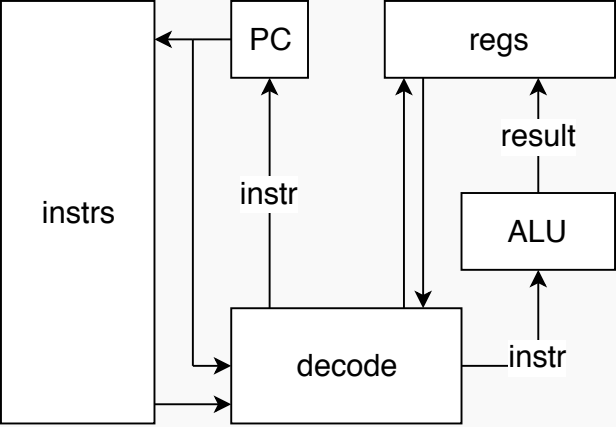 PC
regs
result
instr
instrs
ALU
instr
decode